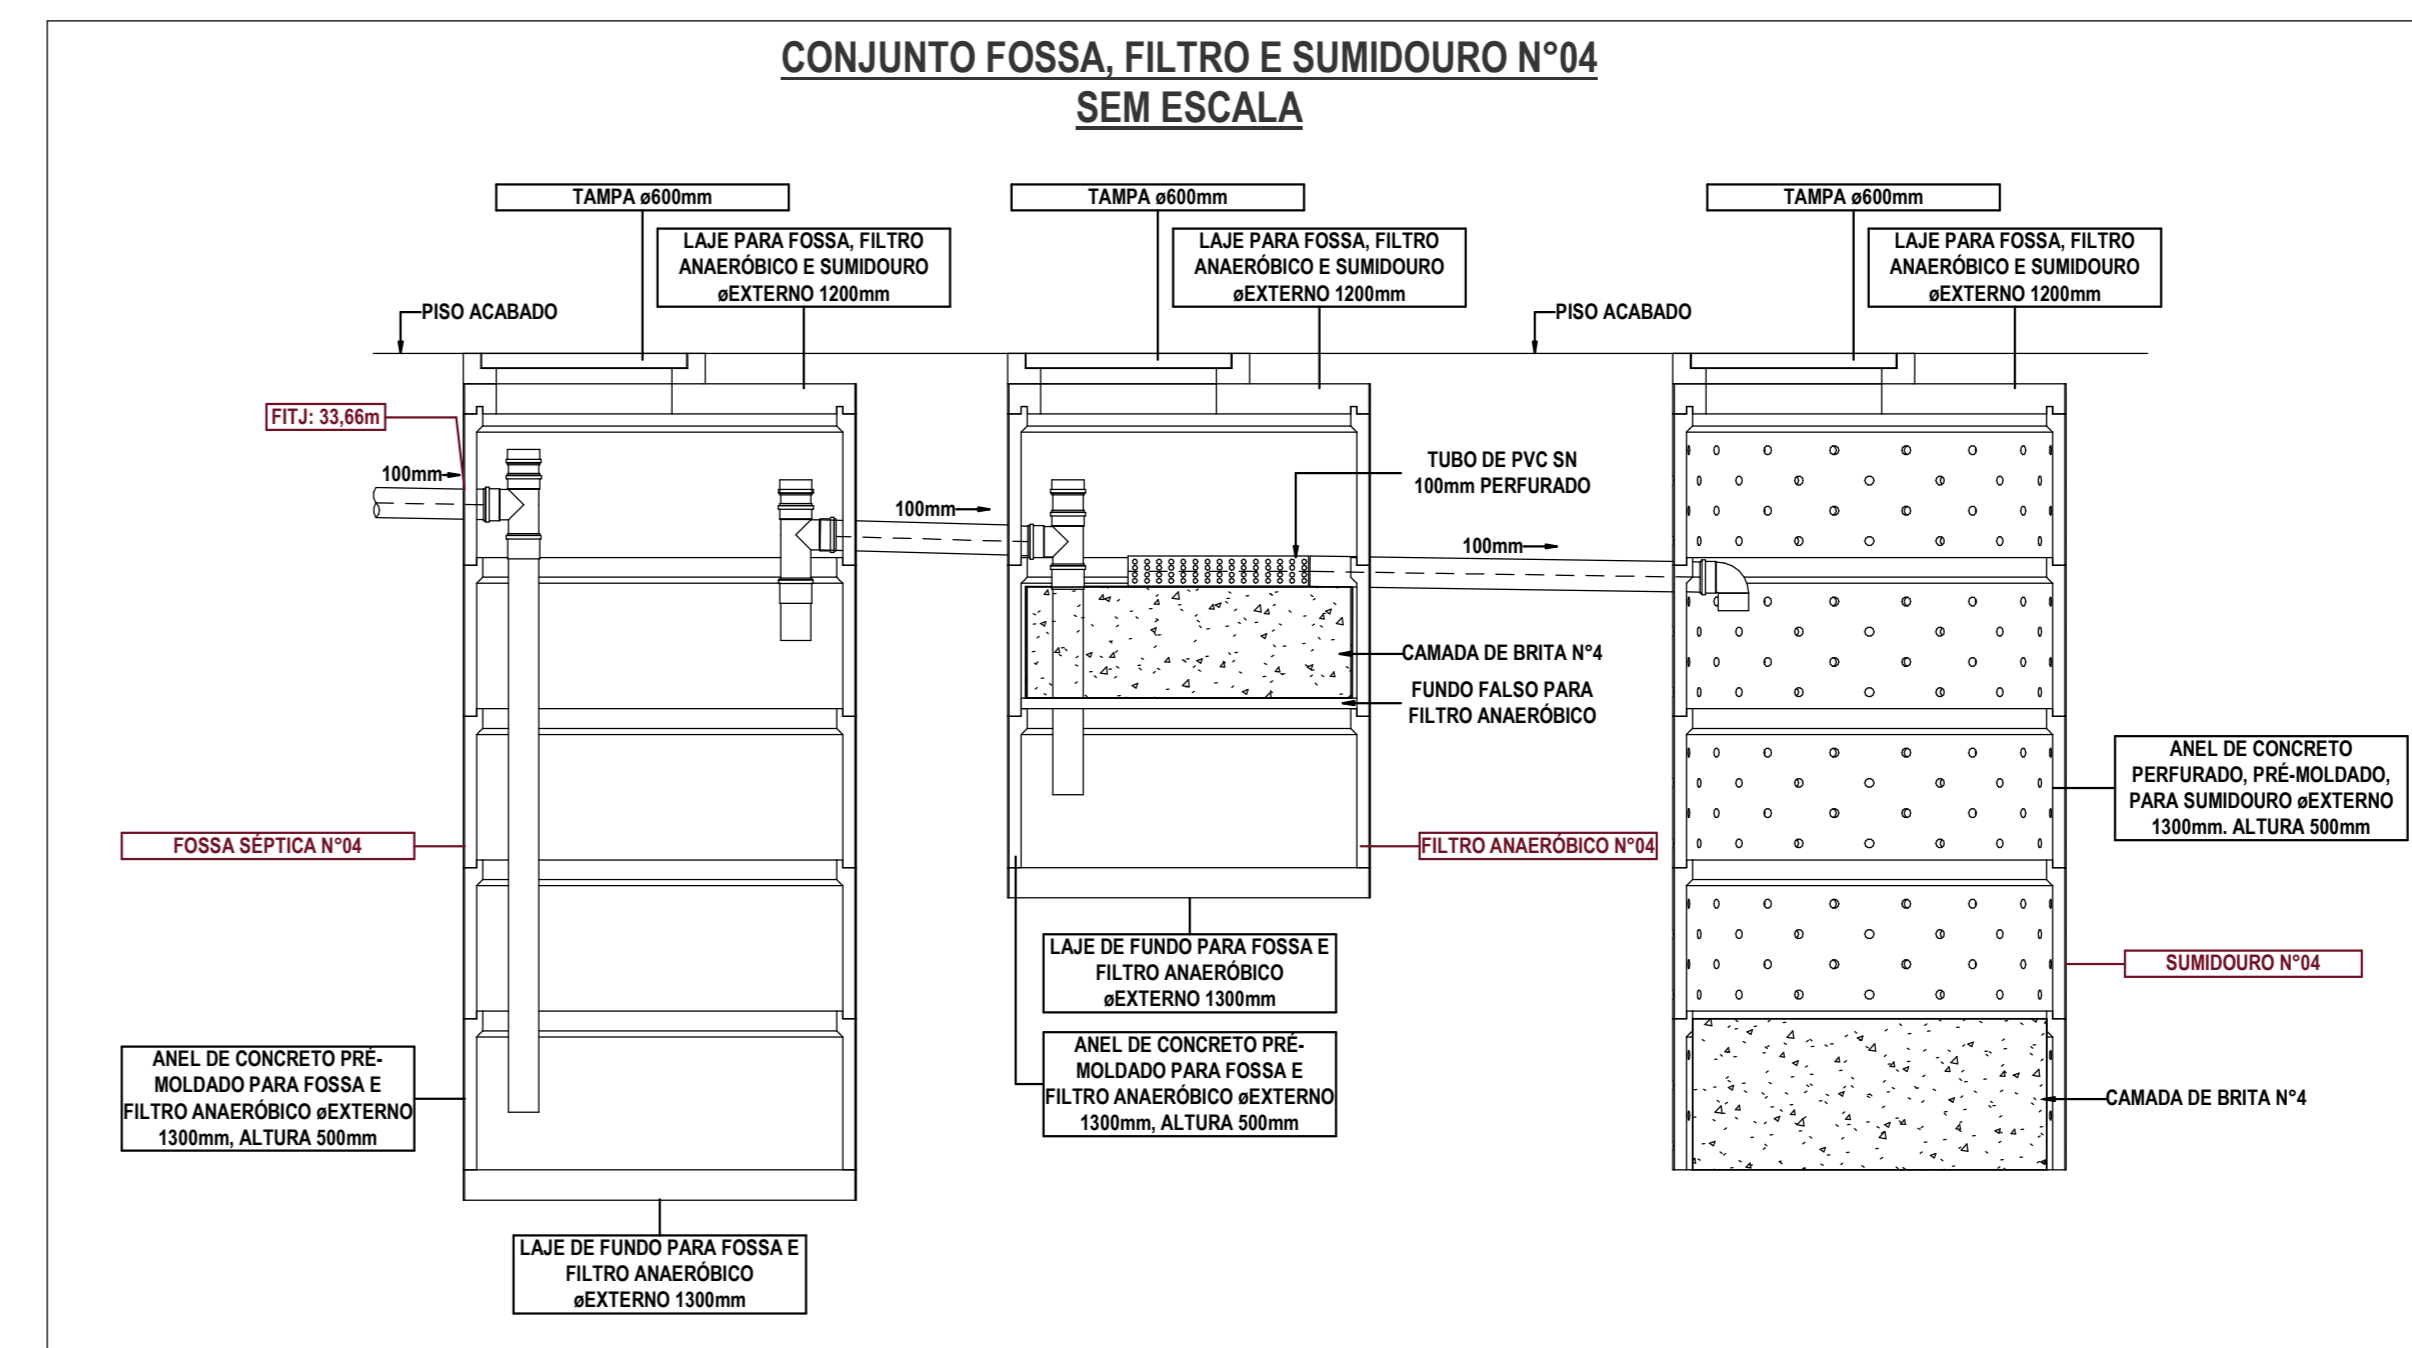 CONJUNTO FOSSA, FILTRO E SUMIDOURO N°04
SEM ESCALA
TAMPA ø600mm
TAMPA ø600mm
TAMPA ø600mm
LAJE PARA FOSSA, FILTRO
ANAERÓBICO E SUMIDOURO
øEXTERNO 1200mm
LAJE PARA FOSSA, FILTRO
ANAERÓBICO E SUMIDOURO
øEXTERNO 1200mm
LAJE PARA FOSSA, FILTRO
ANAERÓBICO E SUMIDOURO
øEXTERNO 1200mm
PISO ACABADO
PISO ACABADO
FITJ: 33,66m
100mm
100mm
TUBO DE PVC SN
100mm PERFURADO
100mm
CAMADA DE BRITA N°4
FUNDO FALSO PARA
FILTRO ANAERÓBICO
ANEL DE CONCRETO
PERFURADO, PRÉ-MOLDADO,
PARA SUMIDOURO øEXTERNO
1300mm. ALTURA 500mm
FOSSA SÉPTICA N°04
FILTRO ANAERÓBICO N°04
LAJE DE FUNDO PARA FOSSA E
FILTRO ANAERÓBICO
øEXTERNO 1300mm
SUMIDOURO N°04
ANEL DE CONCRETO PRÉ-
MOLDADO PARA FOSSA E
FILTRO ANAERÓBICO øEXTERNO
1300mm, ALTURA 500mm
ANEL DE CONCRETO PRÉ-
MOLDADO PARA FOSSA E
FILTRO ANAERÓBICO øEXTERNO
1300mm, ALTURA 500mm
CAMADA DE BRITA N°4
LAJE DE FUNDO PARA FOSSA E
FILTRO ANAERÓBICO
øEXTERNO 1300mm